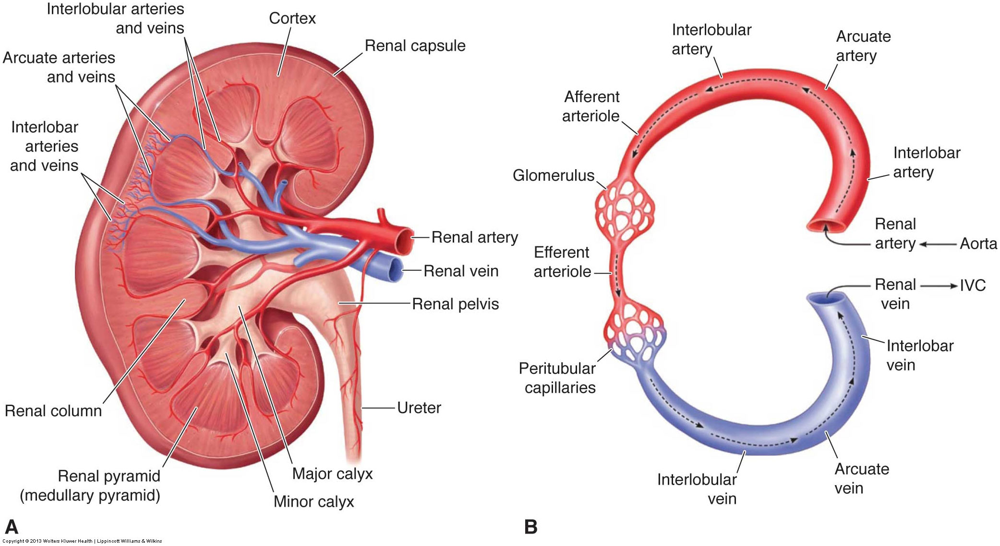 Interlobular arteries
and veins
Cortex
Renal capsule
Arcuate arteries
and veins
Interlobar
arteries
and veins
Renal artery
Renal vein
Renal pelvis
Renal column
Ureter
Renal pyramid
(medullary pyramid)
Major calyx
Minor calyx
A
Interlobular
artery
Arcuate
artery
Afferent
arteriole
Interlobar
artery
Glomerulus
Renal
artery
Aorta
Efferent
arteriole
Renal
vein
IVC
Interlobar
vein
Peritubular
capillaries
Arcuate
vein
Interlobular
vein
B
Copyright © 2013 Wolters Kluwer Health | Lippincott Williams & Wilkins